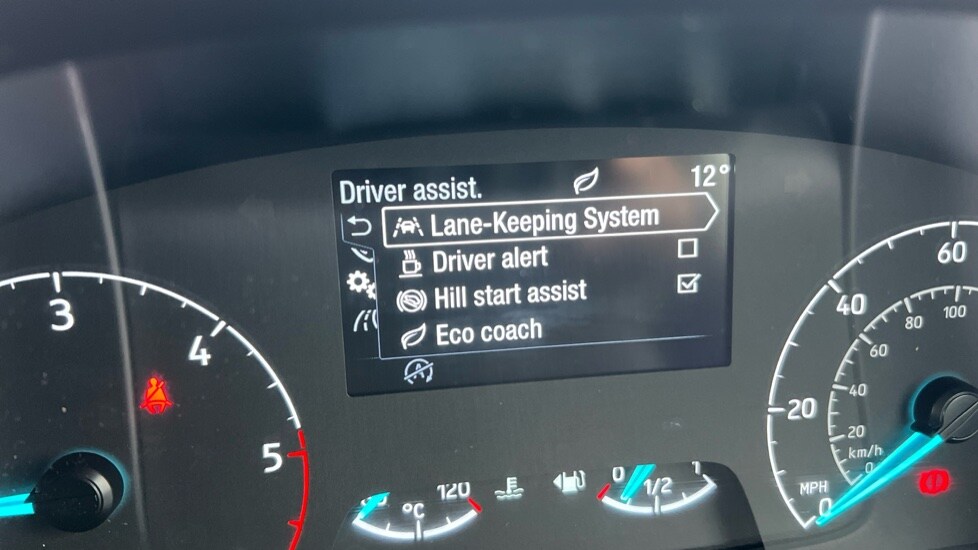 Driver assist. 12°
Lane-Keeping System
Driver alert
Hill start assist
Eco coach
3
4
5
120
°C
0
1/2
1
60
40
20
0
MPH
100
80
60
40
20
km/h
0